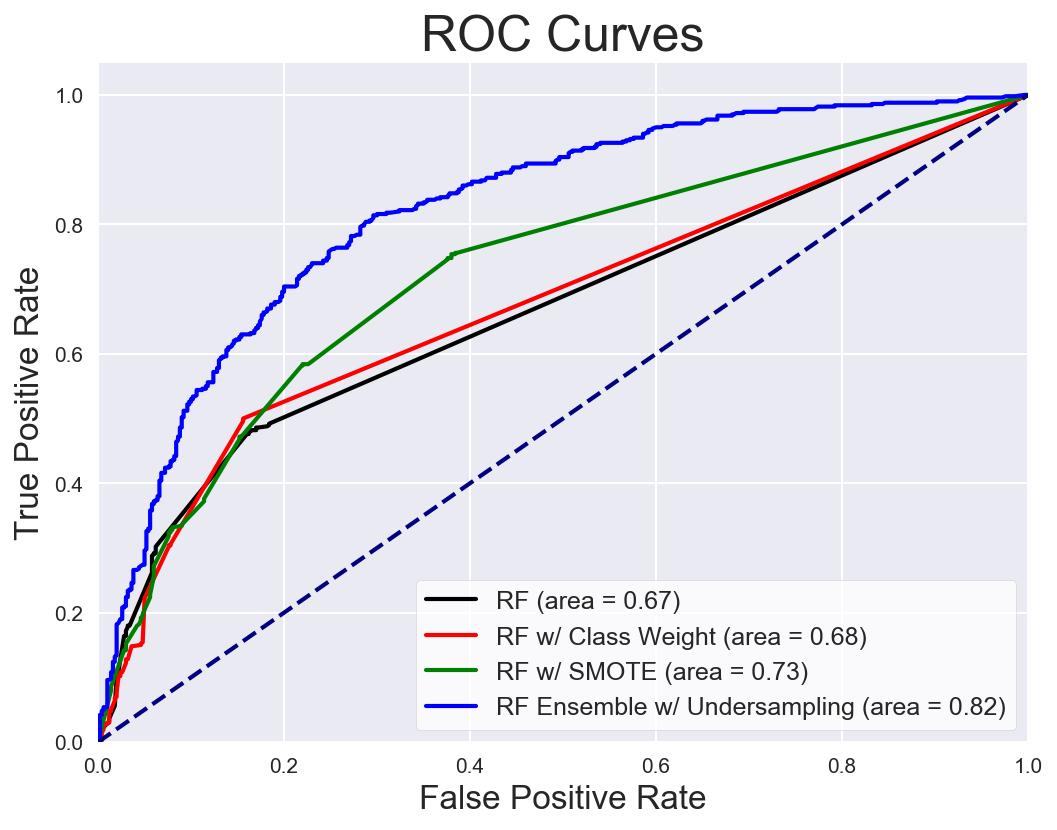 ROC Curves
1.0
0.8
0.6
0.4
0.2
0.0
True Positive Rate
RF (area = 0.67)
RF w/ Class Weight (area = 0.68)
RF w/ SMOTE (area = 0.73)
RF Ensemble w/ Undersampling (area = 0.82)
0.0 0.2 0.4 0.6 0.8 1.0
False Positive Rate